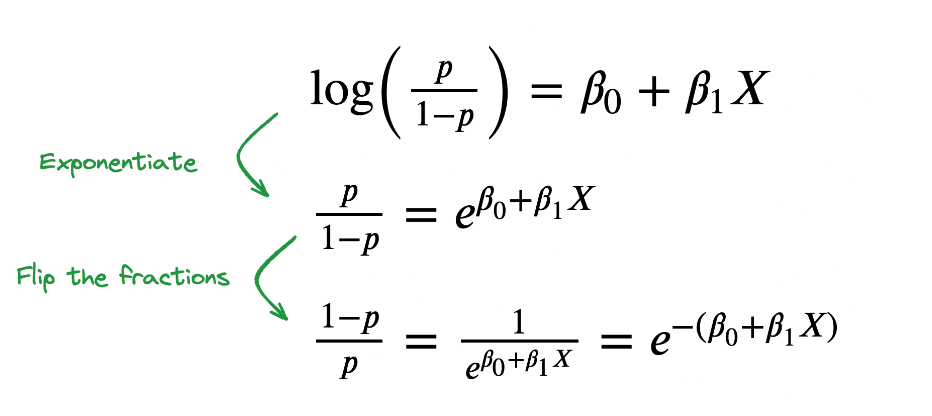 log(p/(1−p)) = β₀ + β₁X
Exponentiate
p/(1−p) = e^(β₀+β₁X)
Flip the fractions
(1−p)/p = 1/e^(β₀+β₁X) = e^(−(β₀+β₁X))